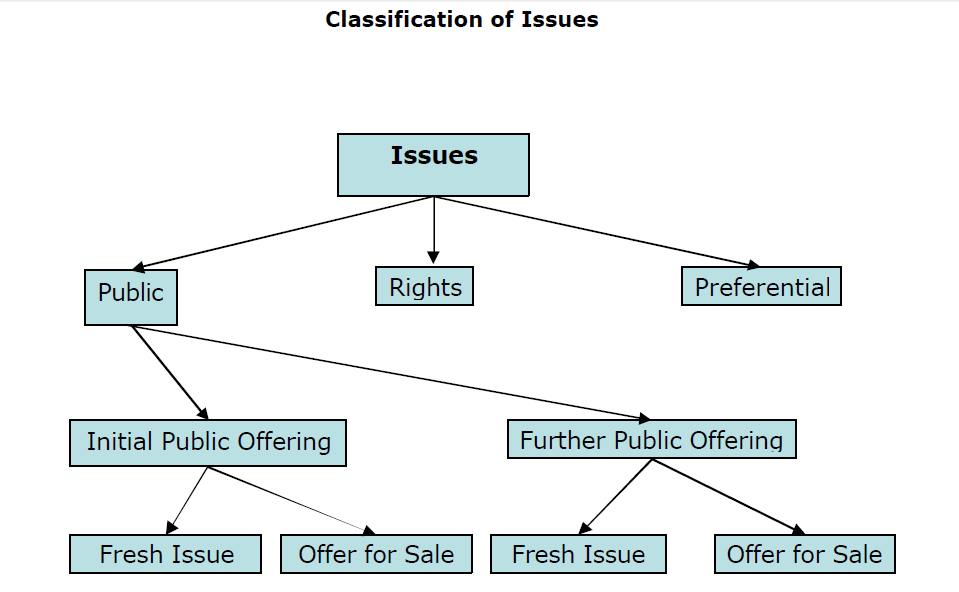 Classification of Issues
Issues
Public
Rights
Preferential
Initial Public Offering
Further Public Offering
Fresh Issue
Offer for Sale
Fresh Issue
Offer for Sale